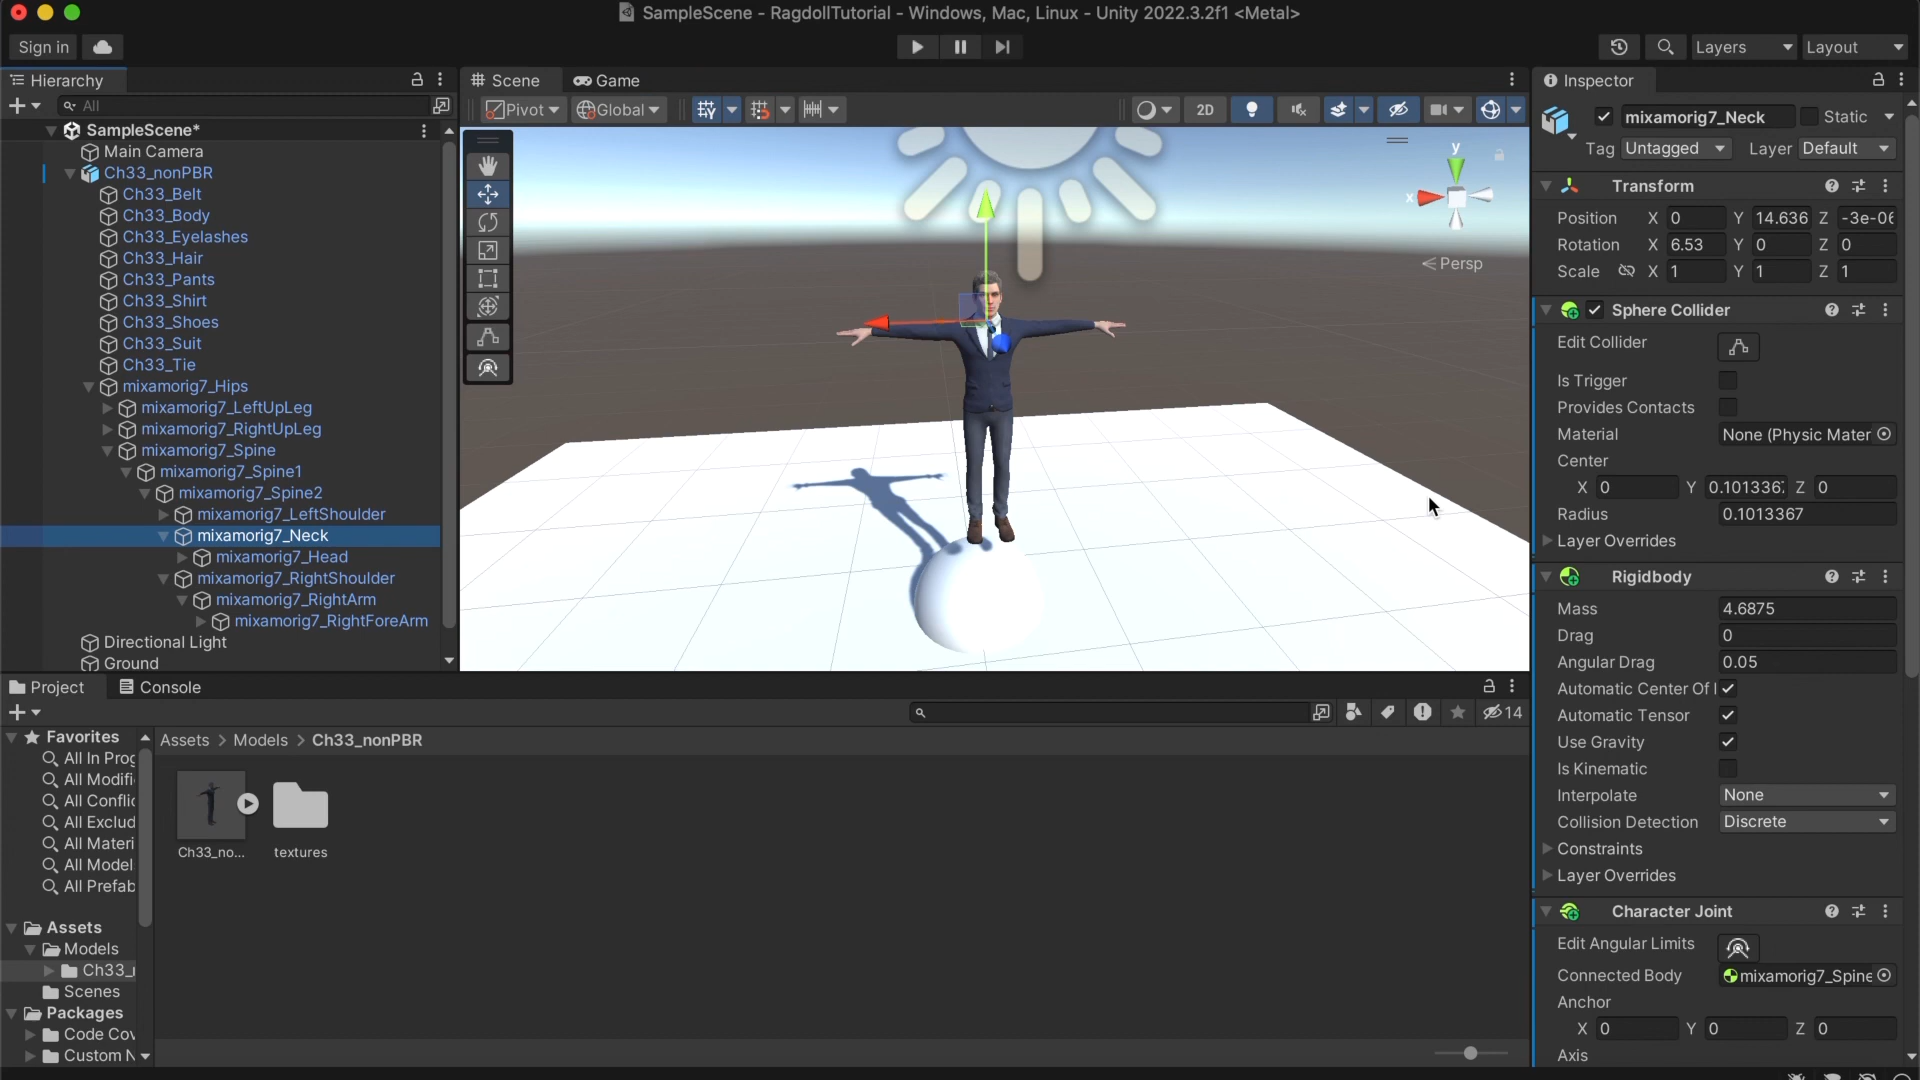 SampleScene - RagdollTutorial - Windows, Mac, Linux - Unity 2022.3.2f1 <Metal>
Sign in
Layers
Layout
Hierarchy
All
SampleScene*
Main Camera
Ch33_nonPBR
Ch33_Belt
Ch33_Body
Ch33_Eyelashes
Ch33_Hair
Ch33_Pants
Ch33_Shirt
Ch33_Shoes
Ch33_Suit
Ch33_Tie
mixamorig7_Hips
mixamorig7_LeftUpLeg
mixamorig7_RightUpLeg
mixamorig7_Spine
mixamorig7_Spine1
mixamorig7_Spine2
mixamorig7_LeftShoulder
mixamorig7_Neck
mixamorig7_Head
mixamorig7_RightShoulder
mixamorig7_RightArm
mixamorig7_RightForeArm
Directional Light
Ground
Scene Game
Pivot Global 2D
y
x
Persp
Inspector
mixamorig7_Neck Static
Tag Untagged Layer Default
Transform
Position X 0 Y 14.636 Z -3e-06
Rotation X 6.53 Y 0 Z 0
Scale X 1 Y 1 Z 1
Sphere Collider
Edit Collider
Is Trigger
Provides Contacts
Material None (Physic Mater
Center
X 0 Y 0.101336 Z 0
Radius 0.1013367
Layer Overrides
Rigidbody
Mass 4.6875
Drag 0
Angular Drag 0.05
Automatic Center Of
Automatic Tensor
Use Gravity
Is Kinematic
Interpolate None
Collision Detection Discrete
Constraints
Layer Overrides
Character Joint
Edit Angular Limits
Connected Body mixamorig7_Spine
Anchor
X 0 Y 0 Z 0
Axis
Project Console
14
Favorites
All In Prog
All Modifi
All Conflic
All Exclud
All Materi
All Model
All Prefab
Assets
Models
Ch33_
Scenes
Packages
Code Cov
Custom N
Assets > Models > Ch33_nonPBR
Ch33_no...
textures